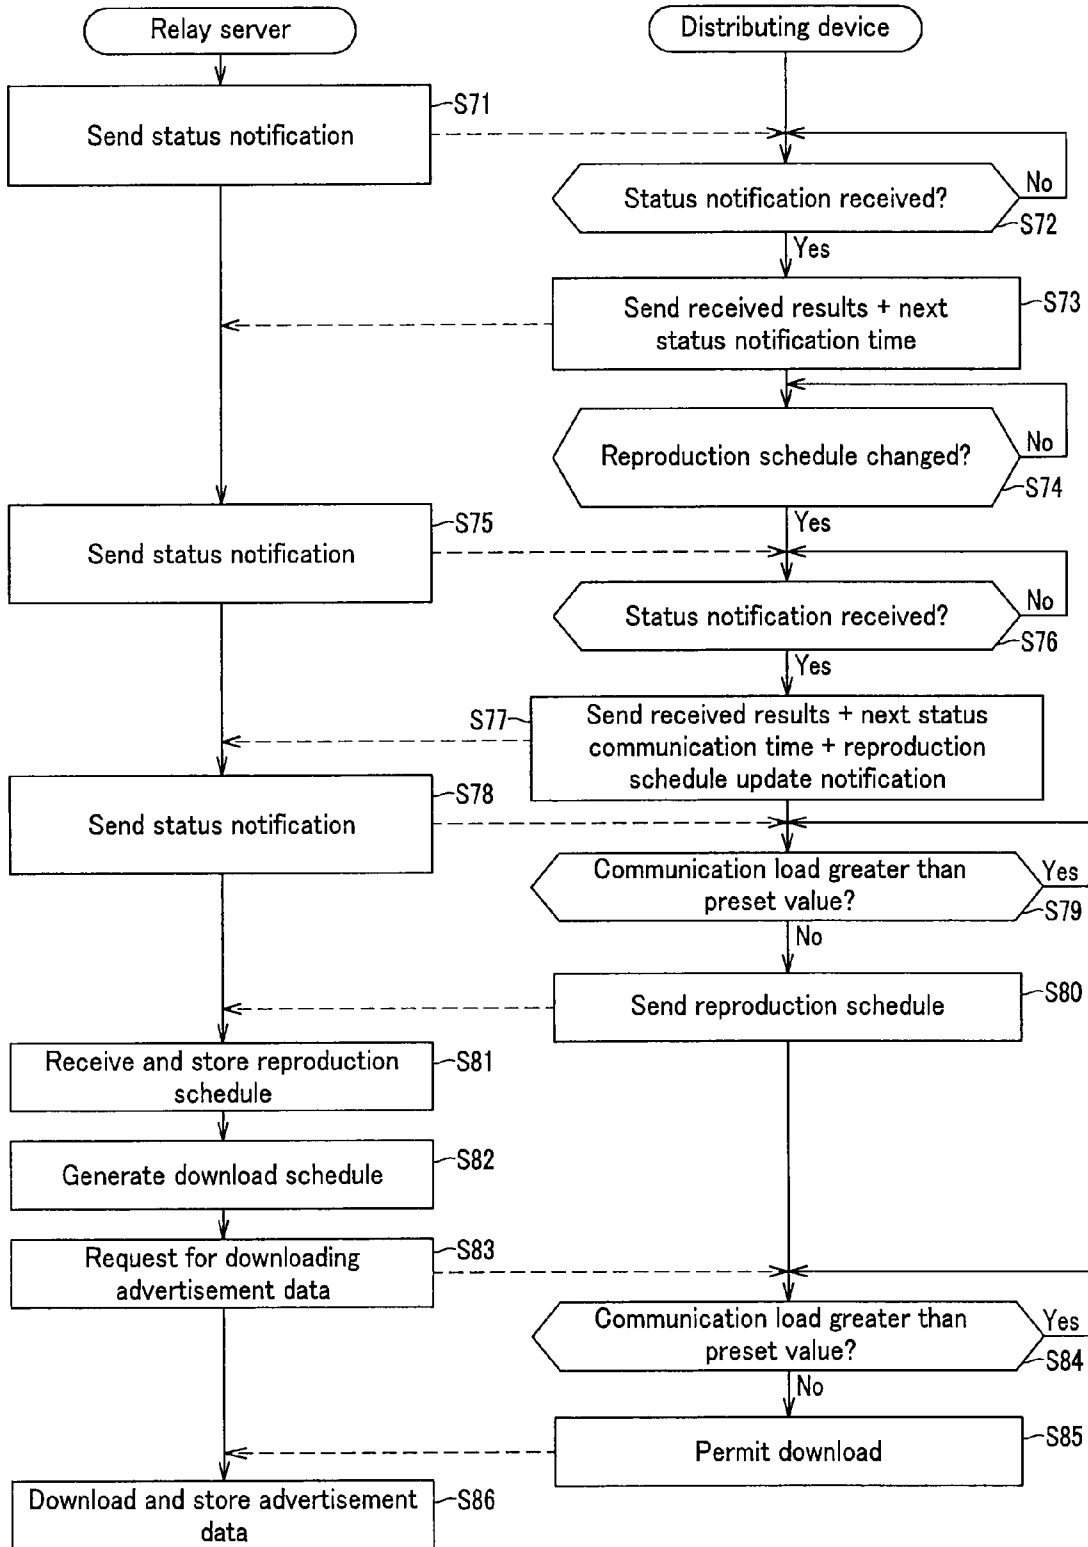 Relay server
Distributing device
S71
Send status notification
Status notification received?
No
S72
Yes
Send received results + next
status notification time
S73
Reproduction schedule changed?
No
S74
Yes
S75
Send status notification
Status notification received?
No
S76
Yes
S77
Send received results + next status
communication time + reproduction
schedule update notification
S78
Send status notification
Communication load greater than
preset value?
Yes
S79
No
Send reproduction schedule
S80
Receive and store reproduction
schedule
S81
Generate download schedule
S82
Request for downloading
advertisement data
S83
Communication load greater than
preset value?
Yes
S84
No
Permit download
S85
Download and store advertisement
data
S86